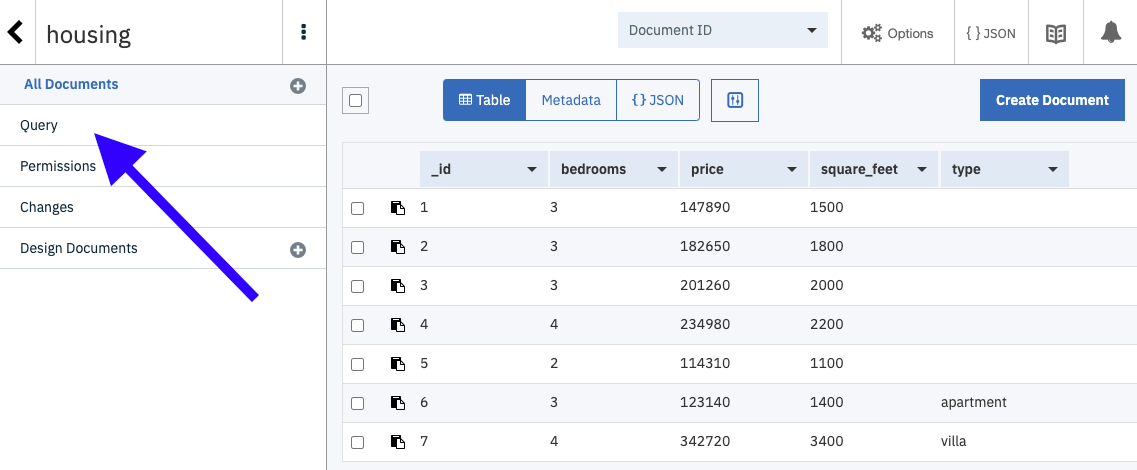 housing
Document ID
Options
{ } JSON
All Documents
Query
Permissions
Changes
Design Documents
Table
Metadata
{} JSON
Create Document
_id bedrooms price square_feet type
1 3 147890 1500
2 3 182650 1800
3 3 201260 2000
4 4 234980 2200
5 2 114310 1100
6 3 123140 1400 apartment
7 4 342720 3400 villa